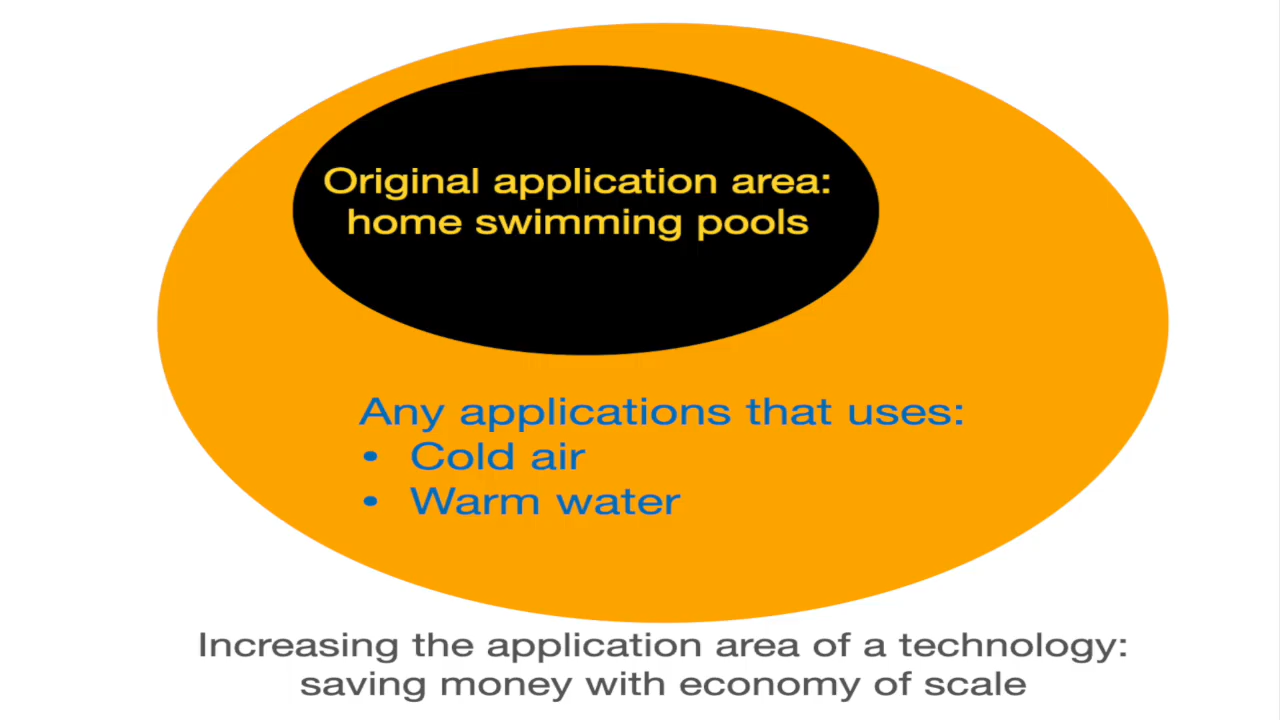 Original application area:
home swimming pools
Any applications that uses:
• Cold air
• Warm water
Increasing the application area of a technology:
saving money with economy of scale